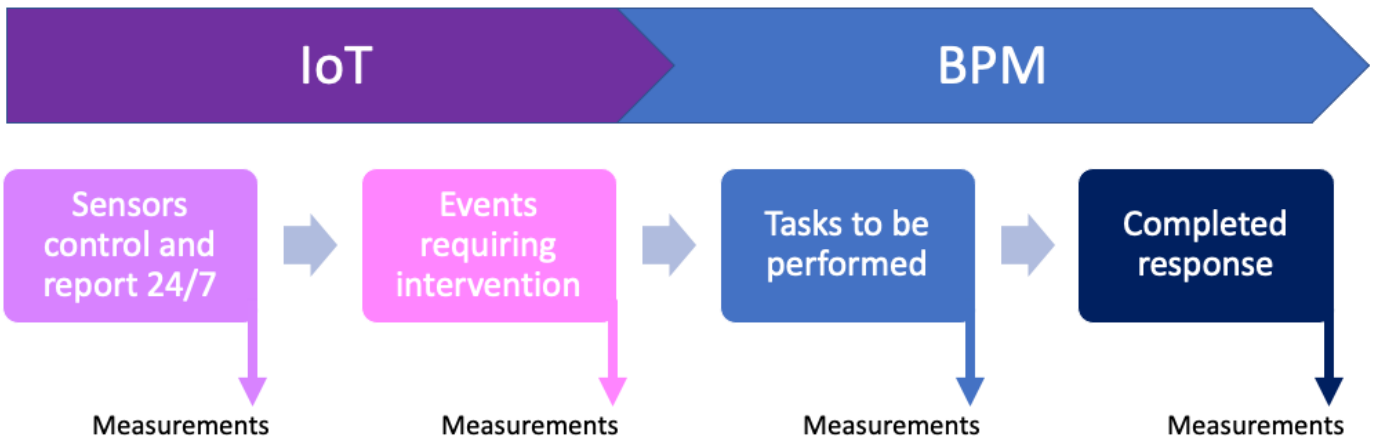 IoT
BPM
Sensors
control and
report 24/7
Events
requiring
intervention
Tasks to be
performed
Completed
response
Measurements
Measurements
Measurements
Measurements